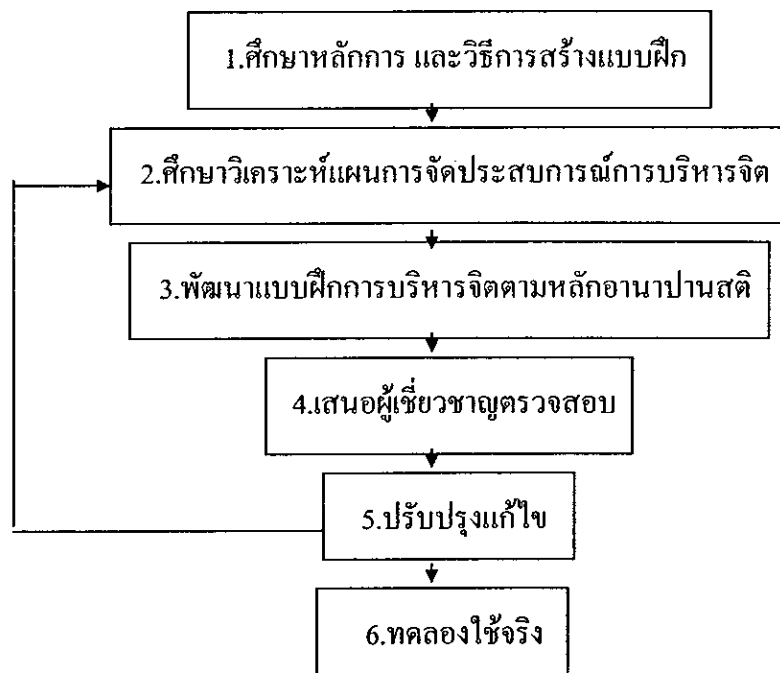 1.ศึกษาหลักการ และวิธีการสร้างแบบฝึก
2.ศึกษาวิเคราะห์แผนการจัดประสบการณ์การบริหารจิต
3.พัฒนาแบบฝึกการบริหารจิตตามหลักอานาปานสติ
4.เสนอผู้เชี่ยวชาญตรวจสอบ
5.ปรับปรุงแก้ไข
6.ทดลองใช้จริง